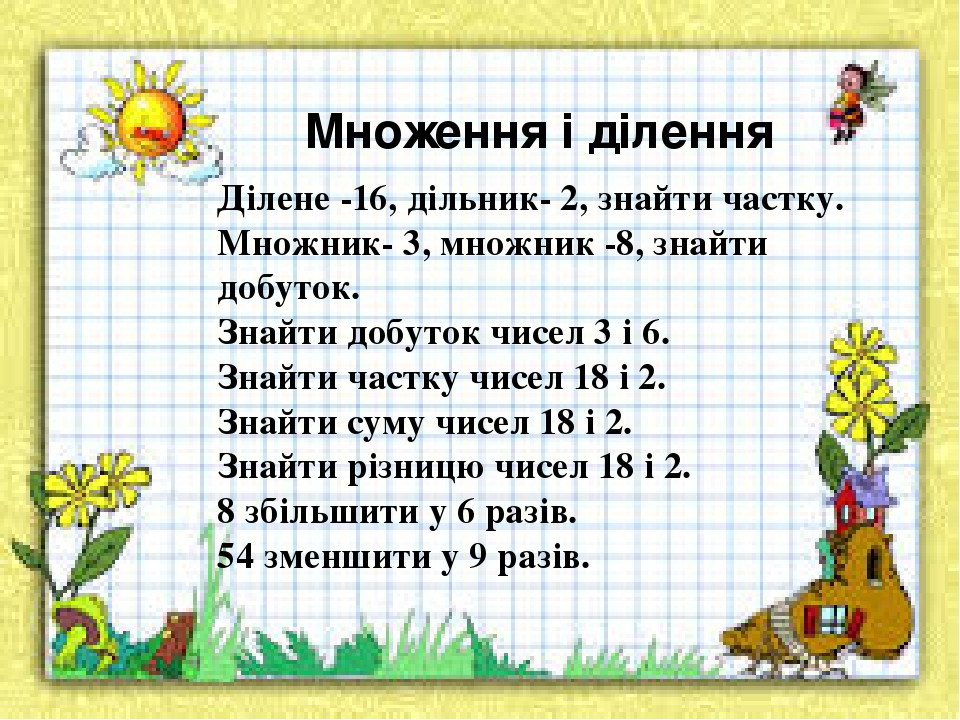 Множення і ділення
Ділене -16, дільник- 2, знайти частку.
Множник- 3, множник -8, знайти
добуток.
Знайти добуток чисел 3 і 6.
Знайти частку чисел 18 і 2.
Знайти суму чисел 18 і 2.
Знайти різницю чисел 18 і 2.
8 збільшити у 6 разів.
54 зменшити у 9 разів.